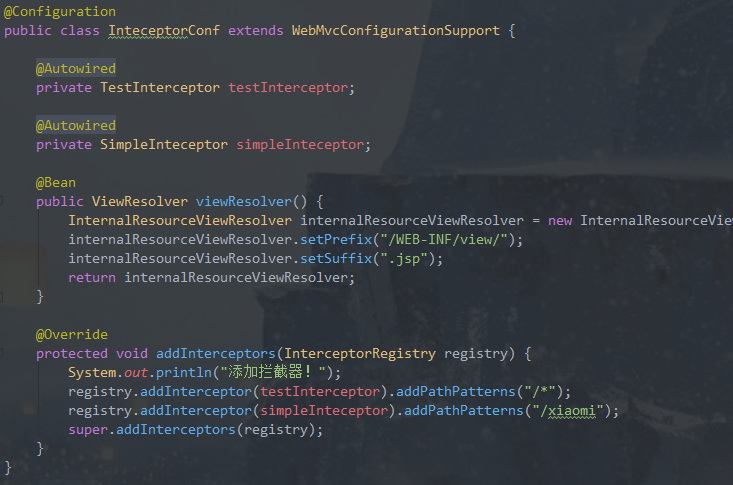 @Configuration
public class InteceptorConf extends WebMvcConfigurationSupport {
@Autowired
private TestInterceptor testInterceptor;
@Autowired
private SimpleInteceptor simpleInteceptor;
@Bean
public ViewResolver viewResolver() {
InternalResourceViewResolver internalResourceViewResolver = new InternalResourceView
internalResourceViewResolver.setPrefix("/WEB-INF/view/");
internalResourceViewResolver.setSuffix(".jsp");
return internalResourceViewResolver;
}
@Override
protected void addInterceptors(InterceptorRegistry registry) {
System.out.println("添加拦截器！");
registry.addInterceptor(testInterceptor).addPathPatterns("/*");
registry.addInterceptor(simpleInteceptor).addPathPatterns("/xiaomi");
super.addInterceptors(registry);
}
}